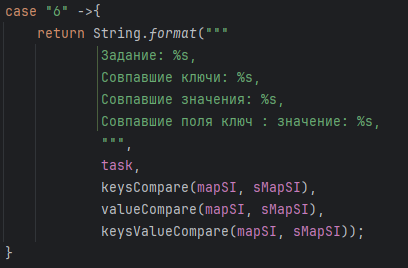 case "6" ->{
return String.format("""
Задание: %s,
Совпавшие ключи: %s,
Совпавшие значения: %s,
Совпавшие поля ключ : значение: %s,
""",
task,
keysCompare(mapSI, sMapSI),
valueCompare(mapSI, sMapSI),
keysValueCompare(mapSI, sMapSI));
}